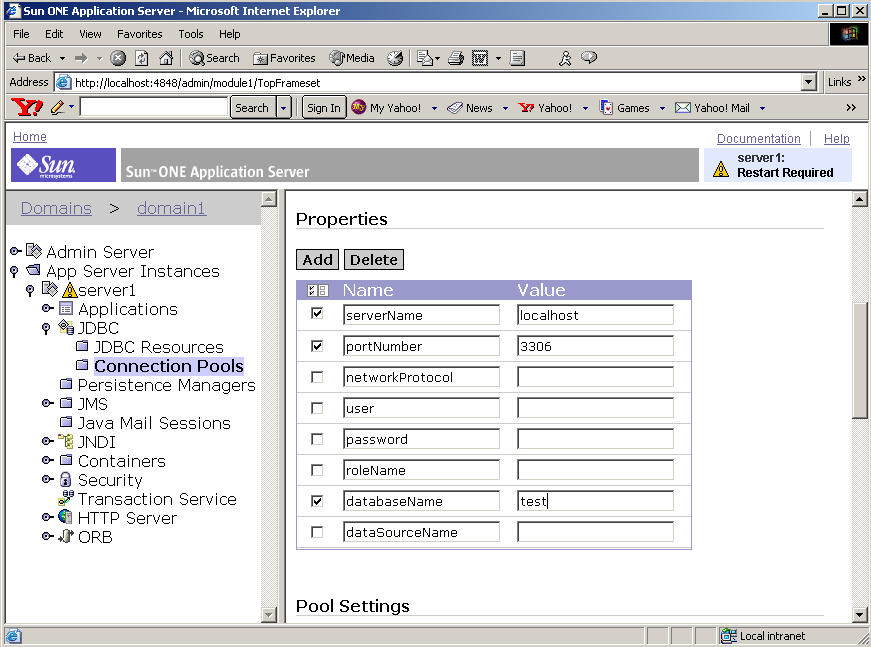 Sun ONE Application Server - Microsoft Internet Explorer
File Edit View Favorites Tools Help
Back Search Favorites Media
Address http://localhost:4848/admin/module1/TopFrameset Links »
Y! Search Sign In My Yahoo! News Y? Yahoo! Games Yahoo! Mail »
Home Documentation | Help
Sun microsystems Sun™ ONE Application Server
server1:
Restart Required
Domains > domain1
Admin Server
App Server Instances
server1
Applications
JDBC
JDBC Resources
Connection Pools
Persistence Managers
JMS
Java Mail Sessions
JNDI
Containers
Security
Transaction Service
HTTP Server
ORB
Properties
Add Delete
Name Value
serverName localhost
portNumber 3306
networkProtocol
user
password
roleName
databaseName test
dataSourceName
Pool Settings
Local intranet